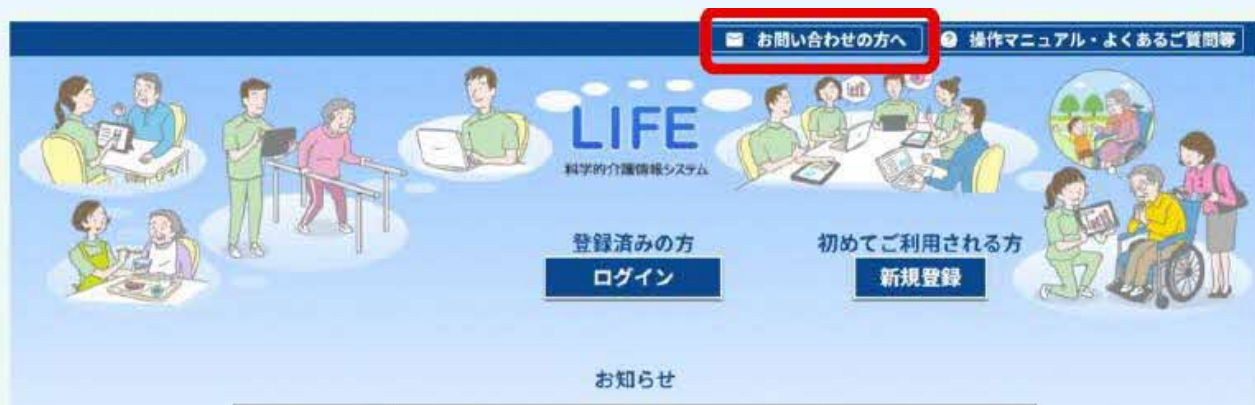 お問い合わせの方へ
操作マニュアル・よくあるご質問等
LIFE
科学的介護情報システム
登録済みの方
ログイン
初めてご利用される方
新規登録
お知らせ